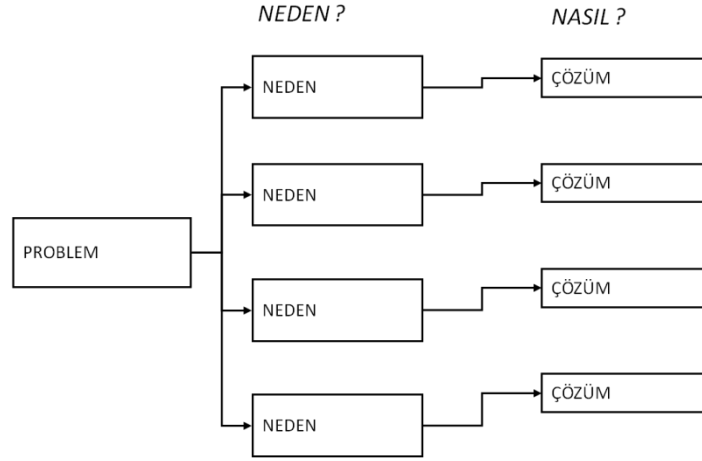 NEDEN ?
NASIL ?
NEDEN
ÇÖZÜM
NEDEN
ÇÖZÜM
PROBLEM
NEDEN
ÇÖZÜM
NEDEN
ÇÖZÜM